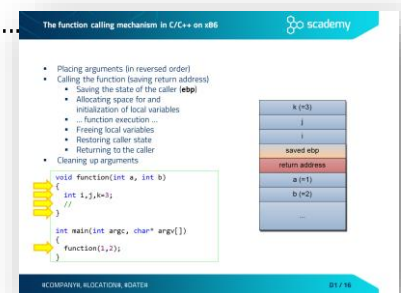 The function calling mechanism in C/C++ on x86
scademy
Placing arguments (in reversed order)
Calling the function (saving return address)
Saving the state of the caller (ebp)
Allocating space for and
initialization of local variables
... function execution ...
Freeing local variables
Restoring caller state
Returning to the caller
Cleaning up arguments
void function(int a, int b)
{
int i,j,k=3;
//
}
int main(int argc, char* argv[])
{
function(1,2);
}
k (=3)
j
i
saved ebp
return address
a (=1)
b (=2)
...
#COMPANY#, #LOCATION#, #DATE#
D1 / 16